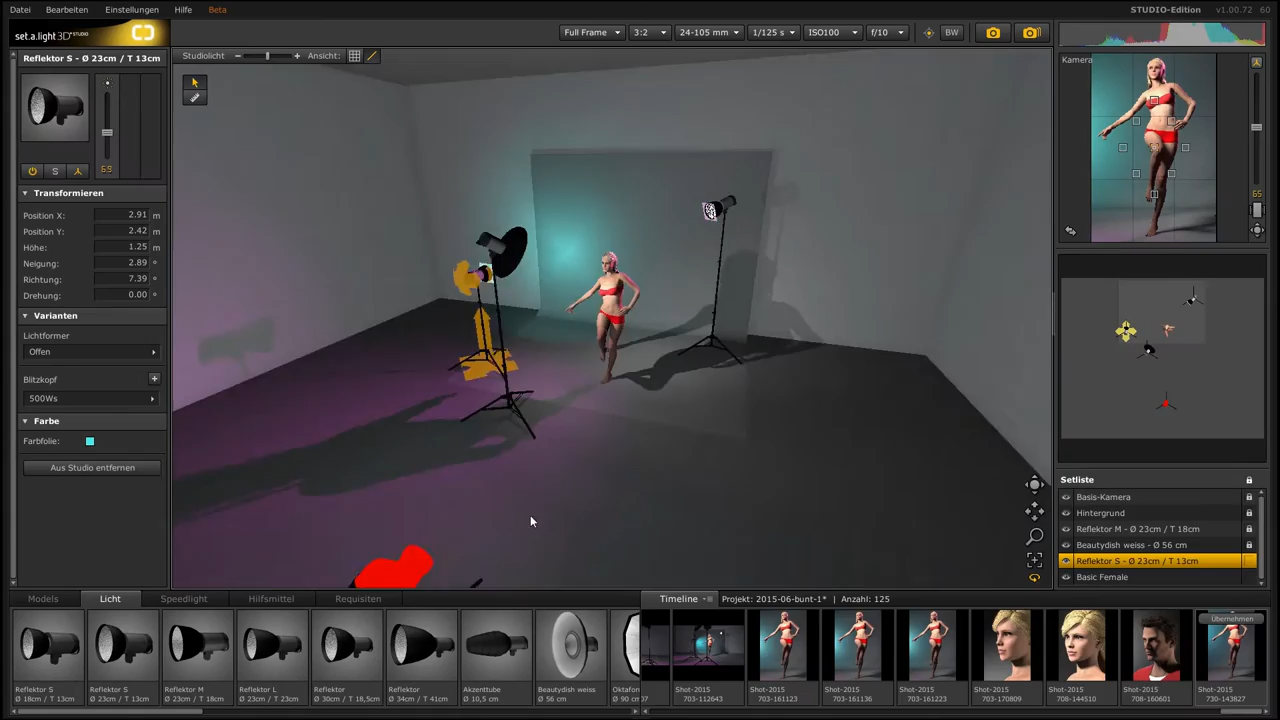 Datei Bearbeiten Einstellungen Hilfe Beta
STUDIO-Edition v1.00.72 60
set.a.light 3D STUDIO
Full Frame 3:2 24-105 mm 1/125 s ISO100 f/10 BW
Reflektor S - Ø 23cm / T 13cm
Studiolicht Ansicht:
Kamera
69
S
65
Transformieren
Position X: 2.91 m
Position Y: 2.42 m
Höhe: 1.25 m
Neigung: 2.89 °
Richtung: 7.39 °
Drehung: 0.00 °
Varianten
Lichtformer
Offen
Blitzkopf
500Ws
Farbe
Farbfolie:
Aus Studio entfernen
Setliste
Basis-Kamera
Hintergrund
Reflektor M - Ø 23cm / T 18cm
Beautydish weiss - Ø 56 cm
Reflektor S - Ø 23cm / T 13cm
Basic Female
Models Licht Speedlight Hilfsmittel Requisiten
Timeline Projekt: 2015-06-bunt-1* Anzahl: 125
Übernehmen
Reflektor S
Ø 18cm / T 13cm
Reflektor S
Ø 23cm / T 13cm
Reflektor M
Ø 23cm / T 18cm
Reflektor L
Ø 23cm / T 23cm
Reflektor
Ø 30cm / T 18,5cm
Reflektor
Ø 34cm / T 41cm
Akzenttube
Ø 10,5 cm
Beautydish weiss
Ø 56 cm
Oktafo
Ø 90 c
07
Shot-2015
703-112643
Shot-2015
703-161123
Shot-2015
703-161136
Shot-2015
703-161223
Shot-2015
703-170809
Shot-2015
708-144510
Shot-2015
708-160601
Shot-2015
730-143827